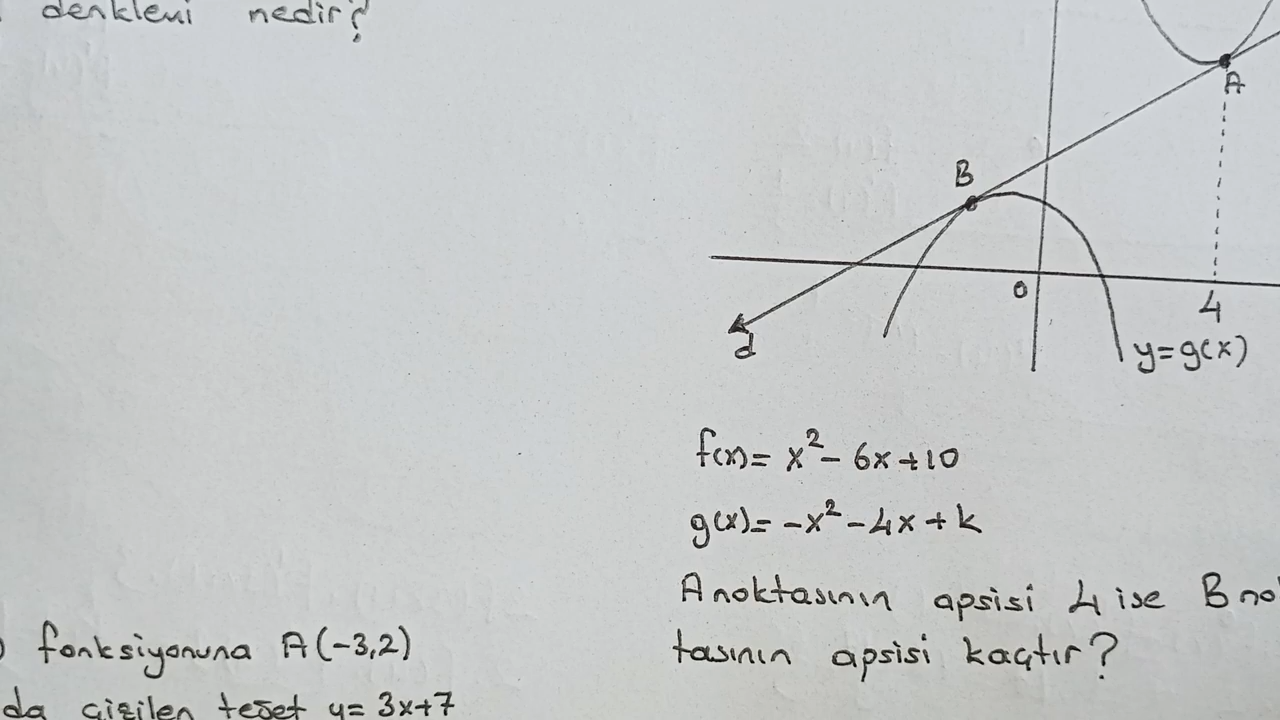 denklemi nedir?
A
B
0
4
d
y=g(x)
f(x)= x²- 6x+10
g(x)= -x²-4x+k
A noktasının apsisi 4 ise B
tasının apsisi kaçtır?
fonksiyonuna A(-3,2)
da çizilen teğet y= 3x+7